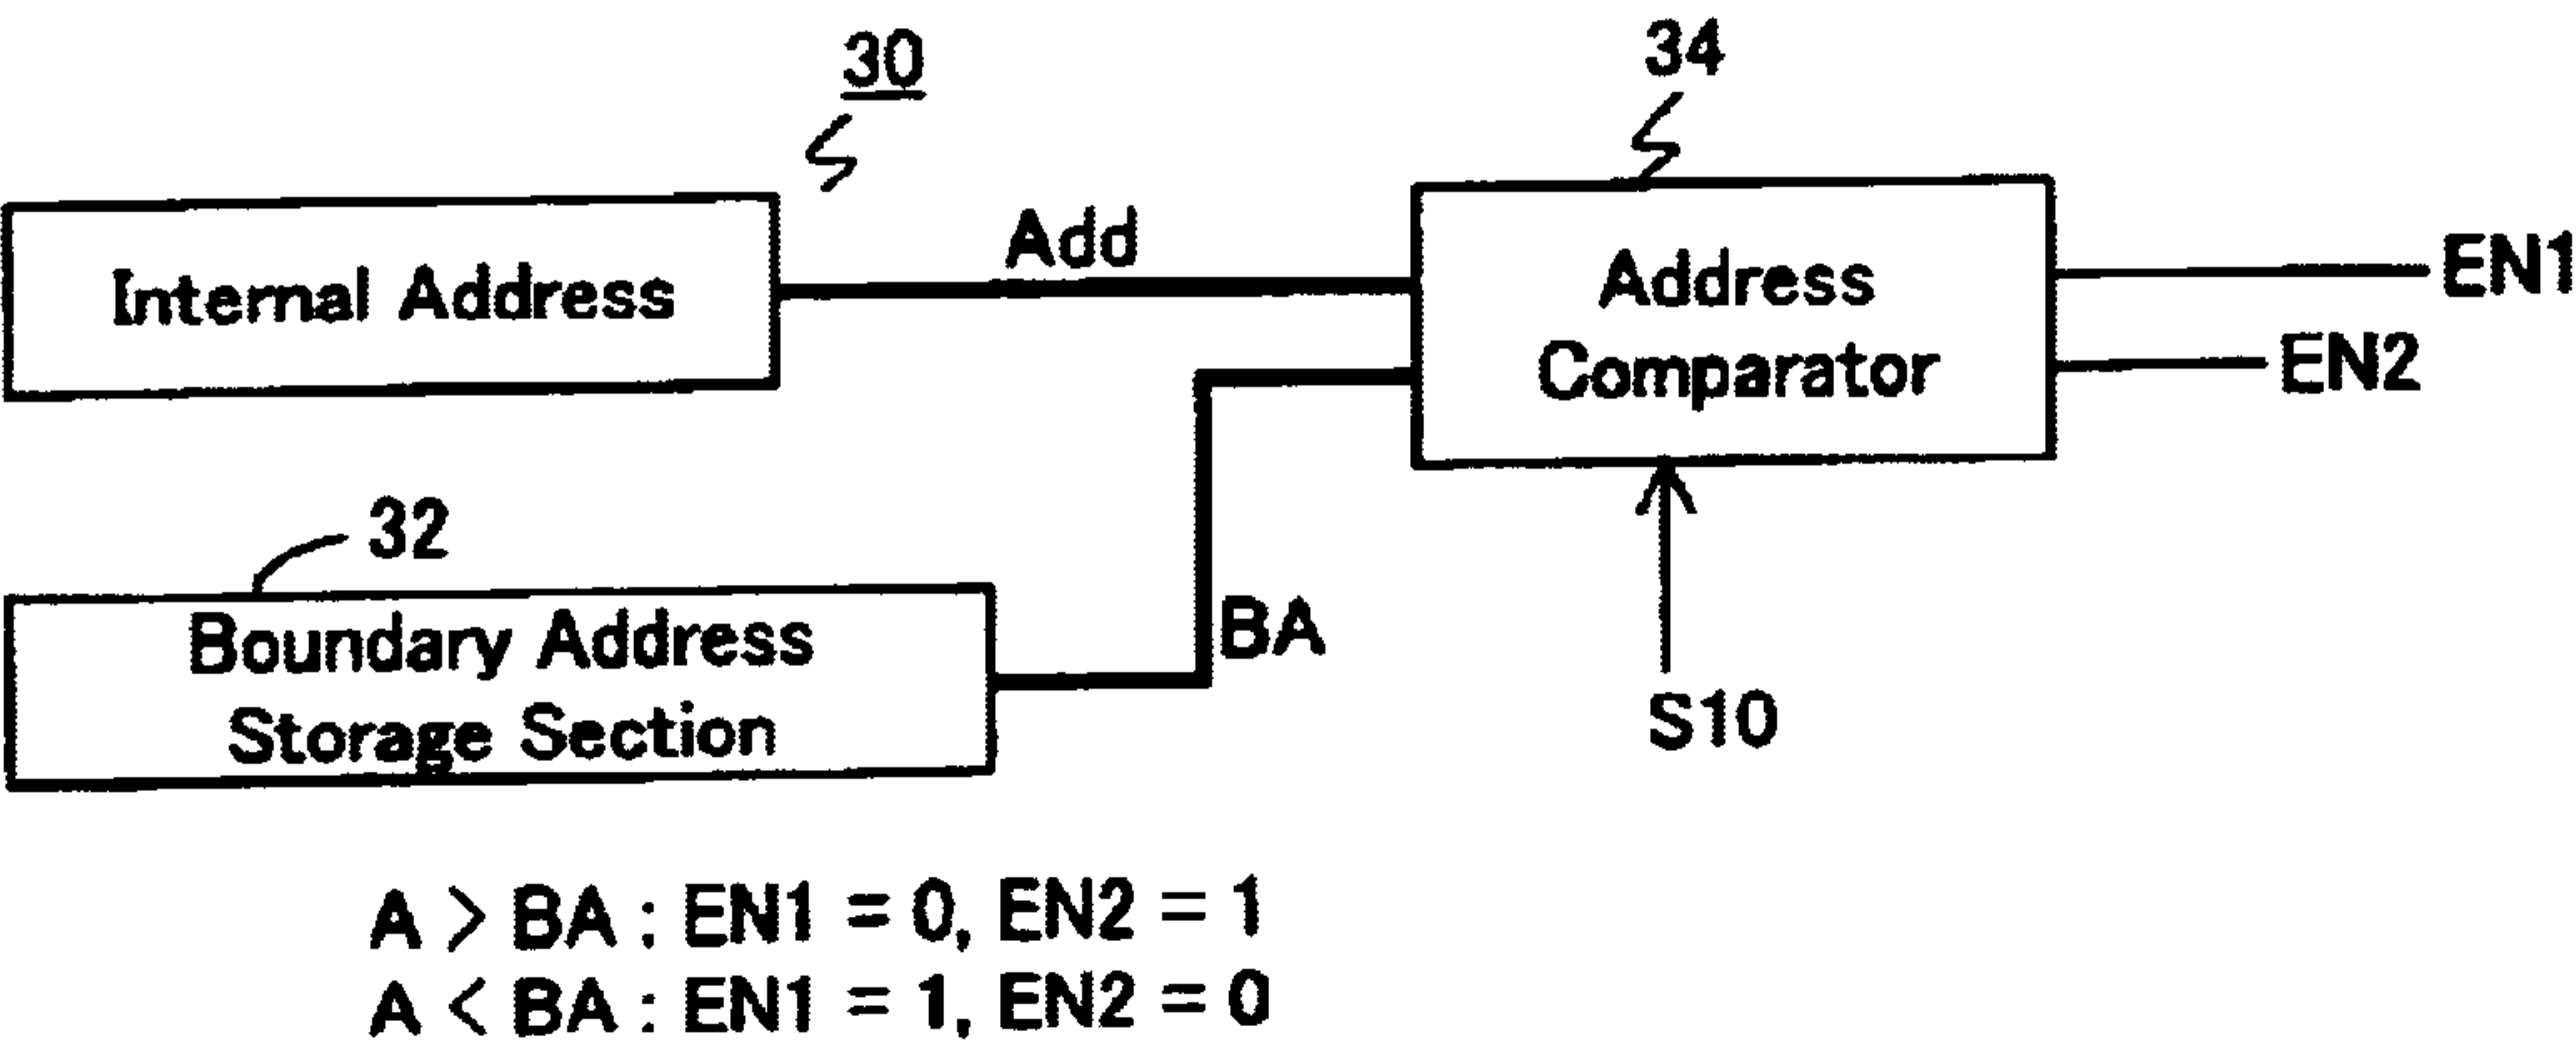 30
34
Internal Address
Add
Address
Comparator
EN1
EN2
32
Boundary Address
Storage Section
BA
S10
A > BA : EN1 = 0, EN2 = 1
A < BA : EN1 = 1, EN2 = 0